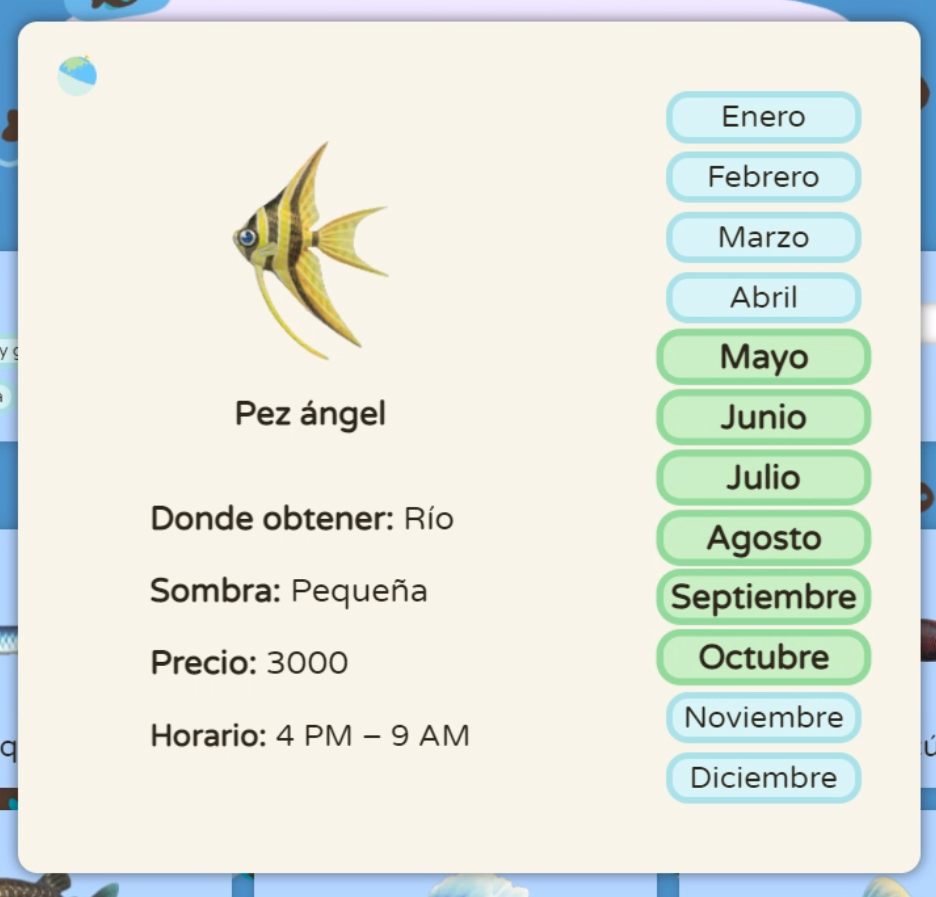 Pez ángel
Donde obtener: Río
Sombra: Pequeña
Precio: 3000
Horario: 4 PM – 9 AM
Enero
Febrero
Marzo
Abril
Mayo
Junio
Julio
Agosto
Septiembre
Octubre
Noviembre
Diciembre